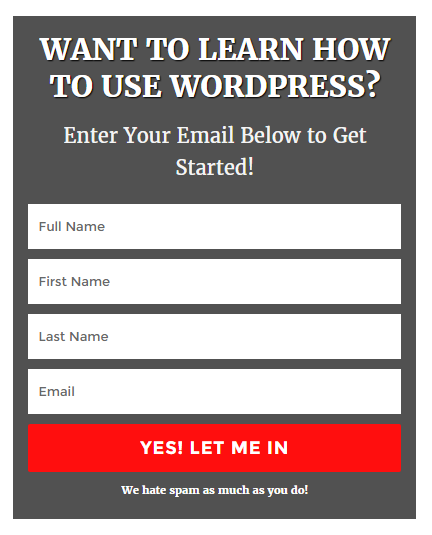 WANT TO LEARN HOW
TO USE WORDPRESS?
Enter Your Email Below to Get
Started!
Full Name
First Name
Last Name
Email
YES! LET ME IN
We hate spam as much as you do!